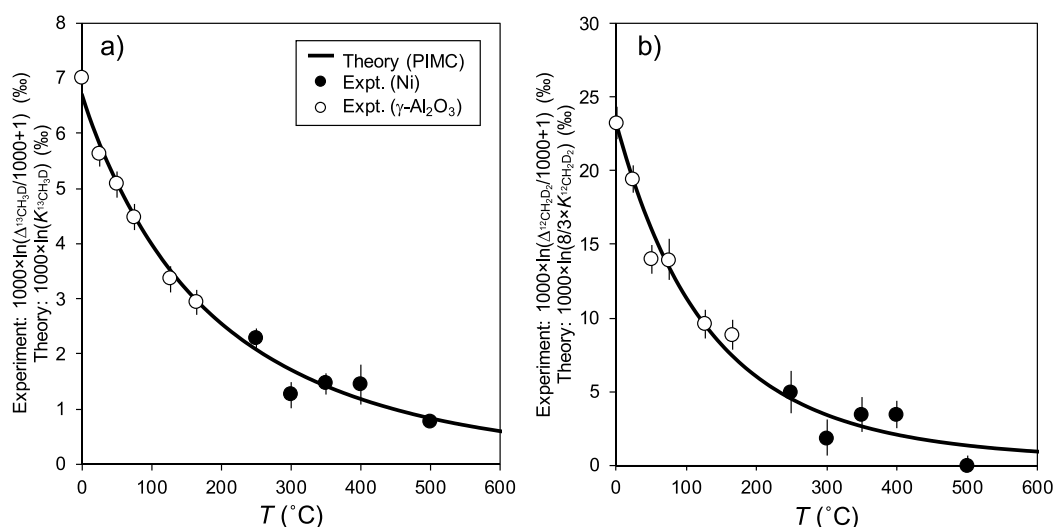 a)
Theory (PIMC)
Expt. (Ni)
Expt. (γ-Al₂O₃)
Experiment: 1000×ln(Δ¹³CH₃D/1000+1) (‰)
Theory: 1000×ln(K¹³CH₃D) (‰)
8
7
6
5
4
3
2
1
0
0 100 200 300 400 500 600
T (˚C)
b)
Experiment: 1000×ln(Δ¹²CH₂D₂/1000+1) (‰)
Theory: 1000×ln(8/3×K¹²CH₂D₂) (‰)
30
25
20
15
10
5
0
0 100 200 300 400 500 600
T (˚C)